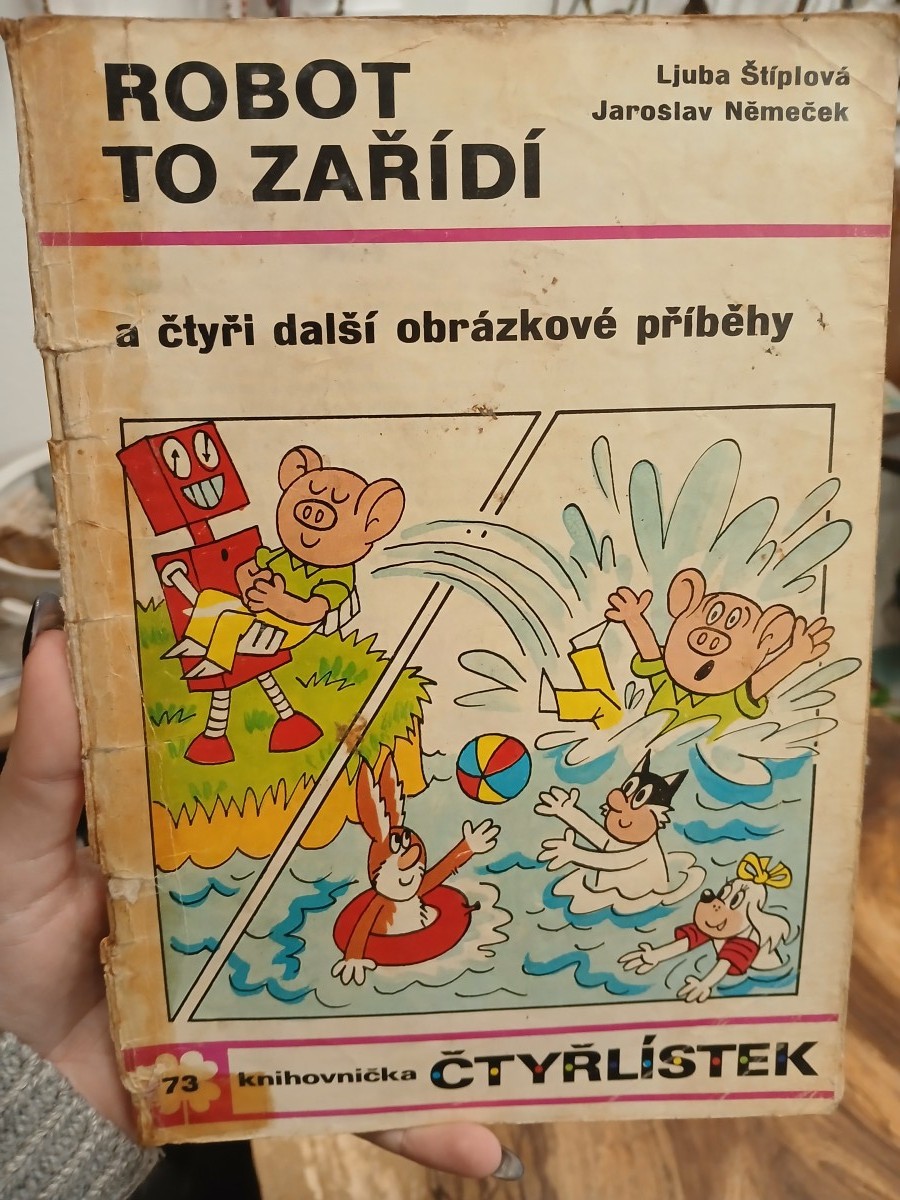 ROBOT
TO ZAŘÍDÍ
Ljuba Štíplová
Jaroslav Němeček
a čtyři další obrázkové příběhy
73 knihovnička ČTYŘLÍSTEK